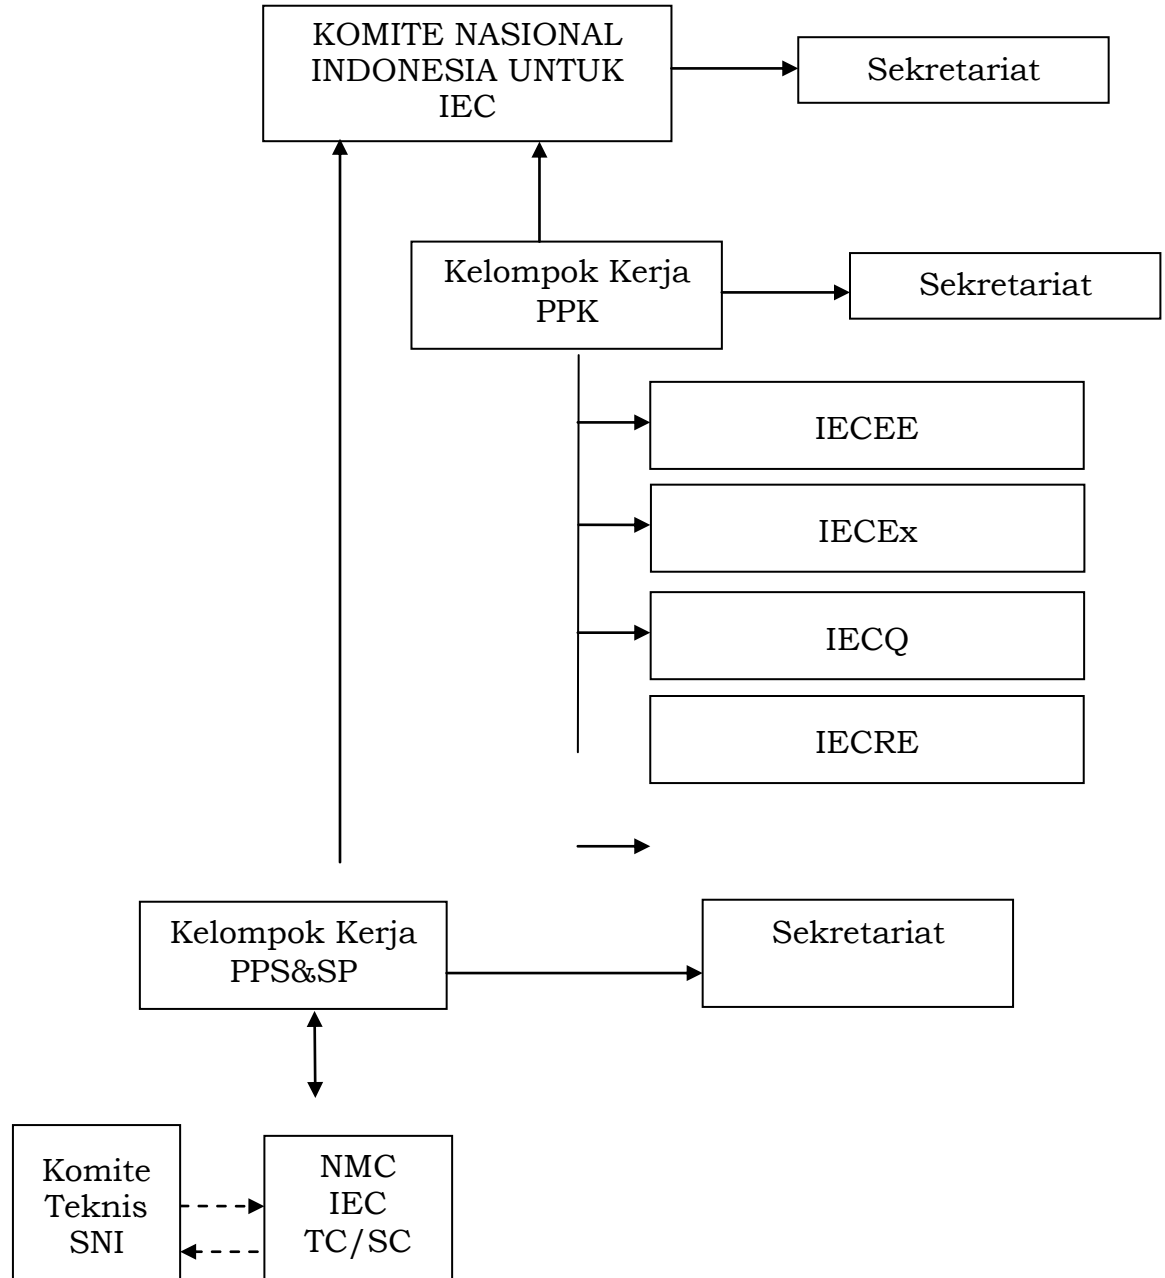 KOMITE NASIONAL
INDONESIA UNTUK
IEC
Sekretariat
Kelompok Kerja
PPK
Sekretariat
IECEE
IECEx
IECQ
IECRE
Kelompok Kerja
PPS&SP
Sekretariat
Komite
Teknis
SNI
NMC
IEC
TC/SC